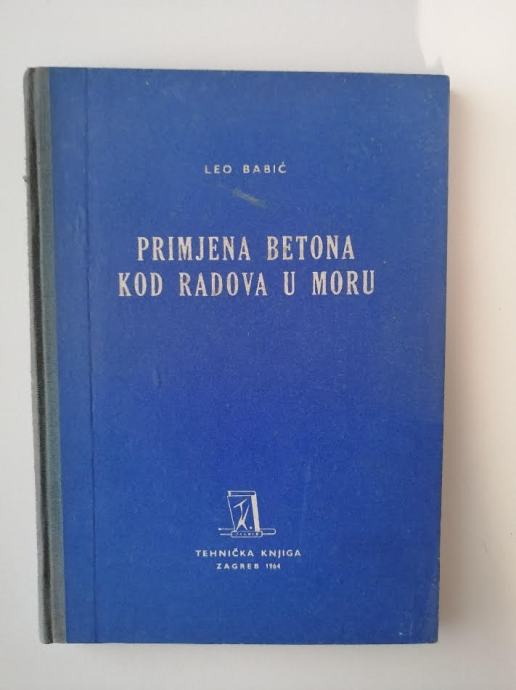 LEO BABIĆ
PRIMJENA BETONA
KOD RADOVA U MORU
TEHNIČKA KNJIGA
ZAGREB 1964